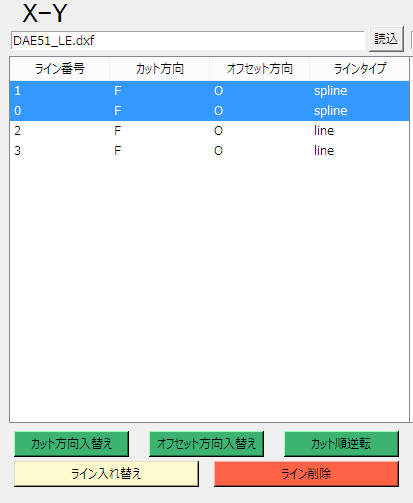 X-Y
DAE51_LE.dxf 読込
ライン番号 カット方向 オフセット方向 ラインタイプ
1 F O spline
0 F O spline
2 F O line
3 F O line
カット方向入替え オフセット方向入替え カット順逆転
ライン入れ替え ライン削除